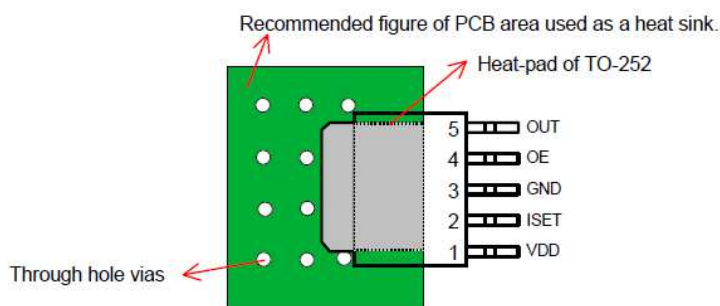 Recommended figure of PCB area used as a heat sink.
Heat-pad of TO-252
5 OUT
4 OE
3 GND
2 ISET
1 VDD
Through hole vias